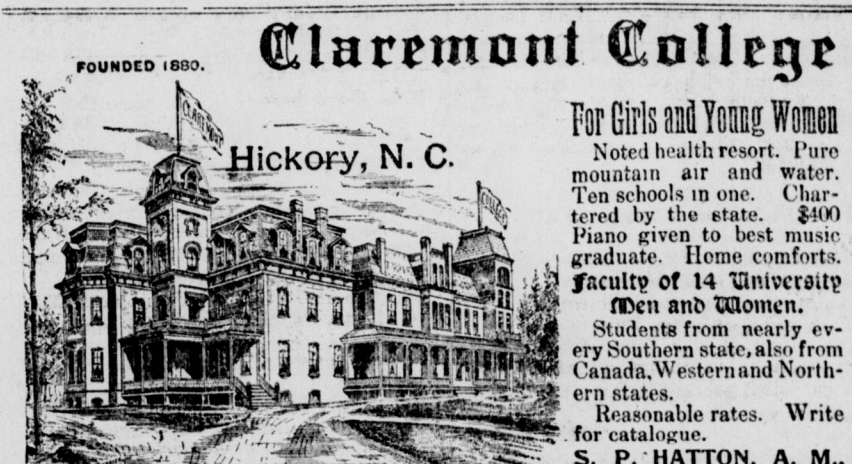 Claremont College
FOUNDED 1880.
CLAREMONT
Hickory, N. C.
COLLEGE
For Girls and Young Women
Noted health resort. Pure
mountain air and water.
Ten schools in one. Char-
tered by the state. $400
Piano given to best music
graduate. Home comforts.
Faculty of 14 University
Men and Women.
Students from nearly ev-
ery Southern state, also from
Canada, Western and North-
ern states.
Reasonable rates. Write
for catalogue.
S. P. HATTON, A. M.,